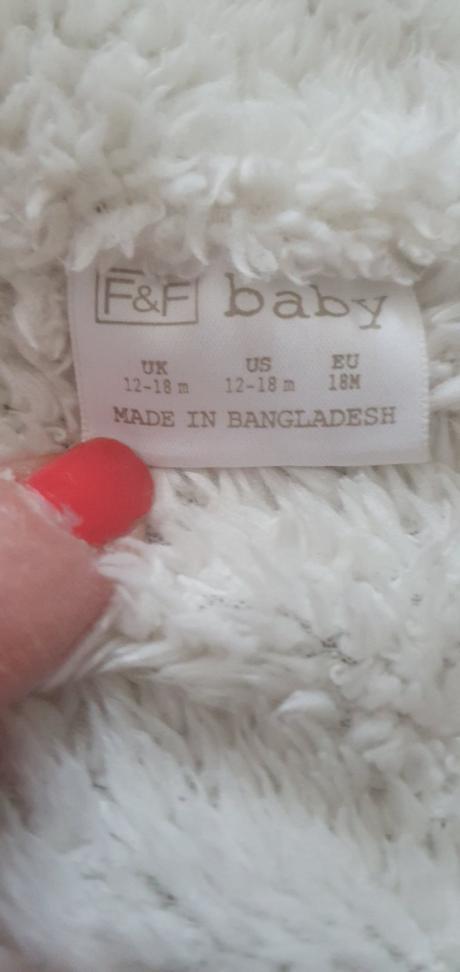 F&F baby
UK US EU
12-18 m 12-18 m 18M
MADE IN BANGLADESH